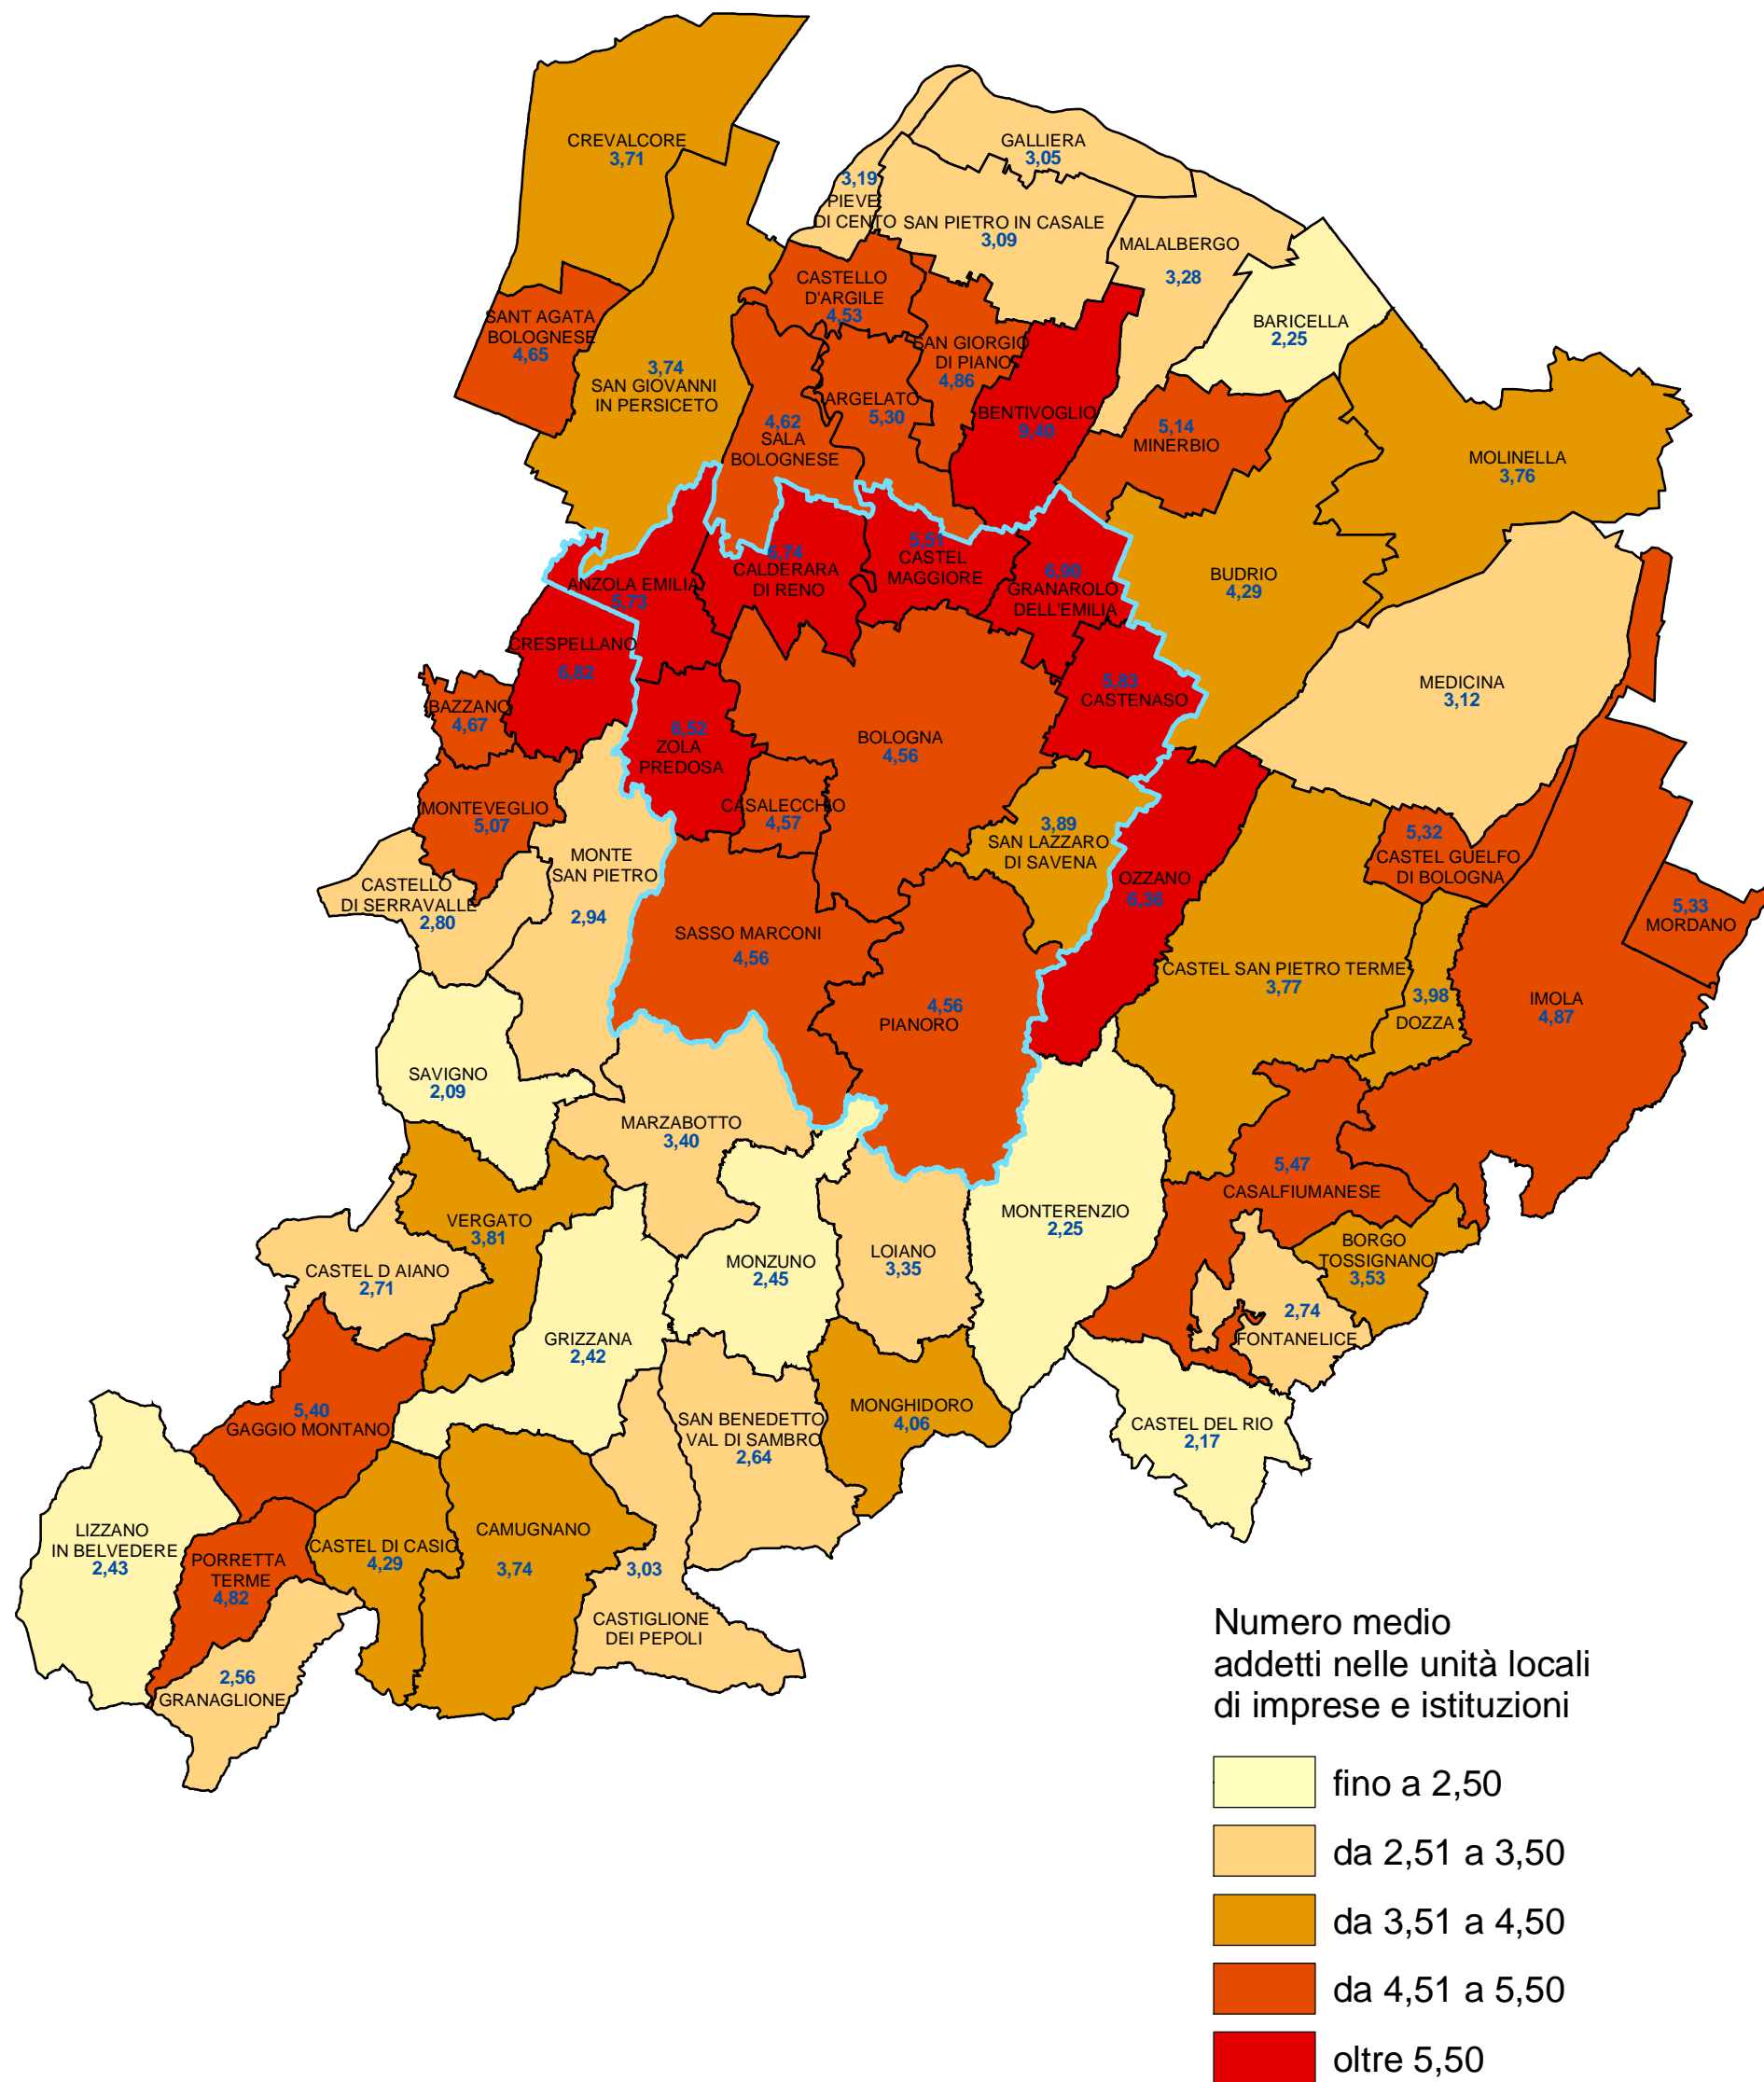 CREVALCORE
3,71
GALLIERA
3,05
3,19
PIEVE
DI CENTO
SAN PIETRO IN CASALE
3,09
MALALBERGO
3,28
CASTELLO
D'ARGILE
4,53
SANT AGATA
BOLOGNESE
4,65
BARICELLA
2,25
SAN GIORGIO
DI PIANO
4,86
3,74
SAN GIOVANNI
IN PERSICETO
ARGELATO
5,30
BENTIVOGLIO
9,40
4,62
SALA
BOLOGNESE
5,14
MINERBIO
MOLINELLA
3,76
6,74
CALDERARA
DI RENO
5,51
CASTEL
MAGGIORE
6,90
GRANAROLO
DELL'EMILIA
BUDRIO
4,29
ANZOLA EMILIA
5,73
CRESPELLANO
6,82
MEDICINA
3,12
5,83
CASTENASO
BAZZANO
4,67
6,52
ZOLA
PREDOSA
BOLOGNA
4,56
MONTEVEGLIO
5,07
CASALECCHIO
4,57
3,89
SAN LAZZARO
DI SAVENA
5,32
CASTEL GUELFO
DI BOLOGNA
MONTE
SAN PIETRO
2,94
CASTELLO
DI SERRAVALLE
2,80
OZZANO
6,36
5,33
MORDANO
SASSO MARCONI
4,56
CASTEL SAN PIETRO TERME
3,77
3,98
DOZZA
IMOLA
4,87
4,56
PIANORO
SAVIGNO
2,09
MARZABOTTO
3,40
5,47
CASALFIUMANESE
VERGATO
3,81
MONTERENZIO
2,25
BORGO
TOSSIGNANO
3,53
CASTEL D AIANO
2,71
MONZUNO
2,45
LOIANO
3,35
2,74
FONTANELICE
GRIZZANA
2,42
5,40
GAGGIO MONTANO
SAN BENEDETTO
VAL DI SAMBRO
2,64
MONGHIDORO
4,06
CASTEL DEL RIO
2,17
LIZZANO
IN BELVEDERE
2,43
CASTEL DI CASIO
4,29
CAMUGNANO
3,74
PORRETTA
TERME
4,82
3,03
CASTIGLIONE
DEI PEPOLI
2,56
GRANAGLIONE
Numero medio
addetti nelle unità locali
di imprese e istituzioni
fino a 2,50
da 2,51 a 3,50
da 3,51 a 4,50
da 4,51 a 5,50
oltre 5,50